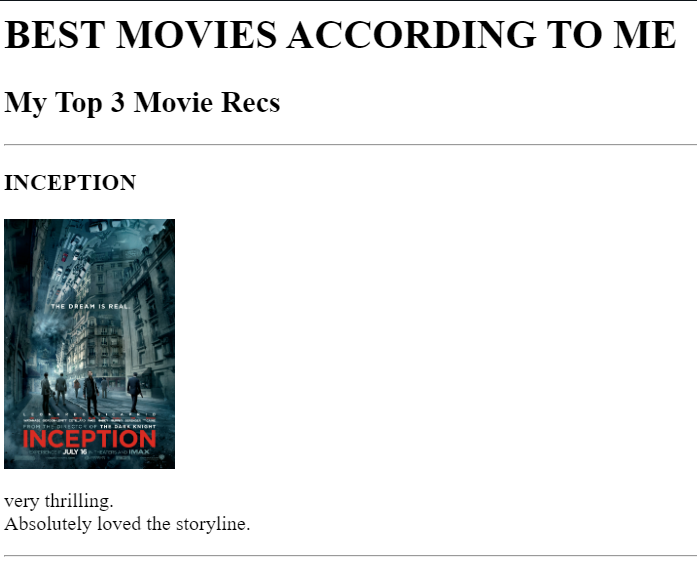 BEST MOVIES ACCORDING TO ME
My Top 3 Movie Recs
INCEPTION
THE DREAM IS REAL.
FROM THE DIRECTOR OF THE DARK KNIGHT
INCEPTION
JULY 16
IMAX
very thrilling.
Absolutely loved the storyline.